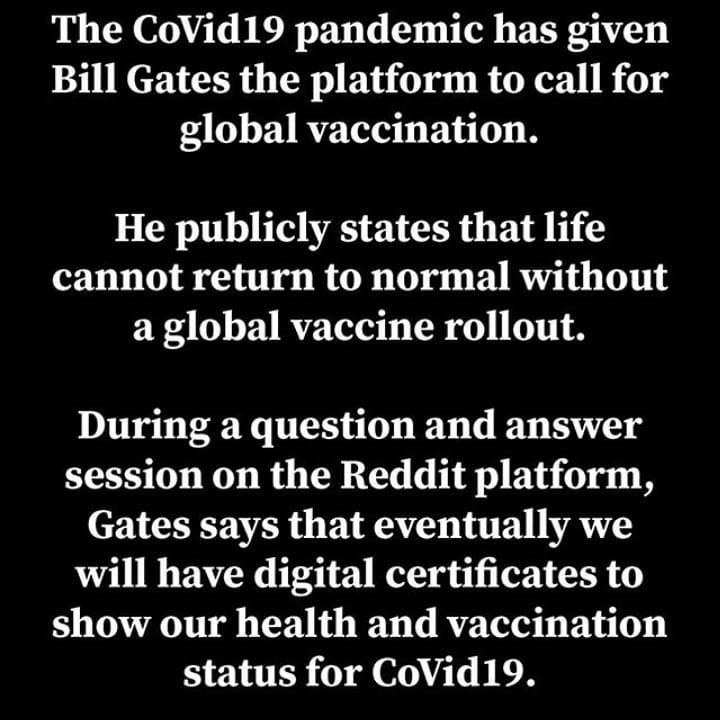 The CoVid19 pandemic has given
Bill Gates the platform to call for
global vaccination.
He publicly states that life
cannot return to normal without
a global vaccine rollout.
During a question and answer
session on the Reddit platform,
Gates says that eventually we
will have digital certificates to
show our health and vaccination
status for CoVid19.